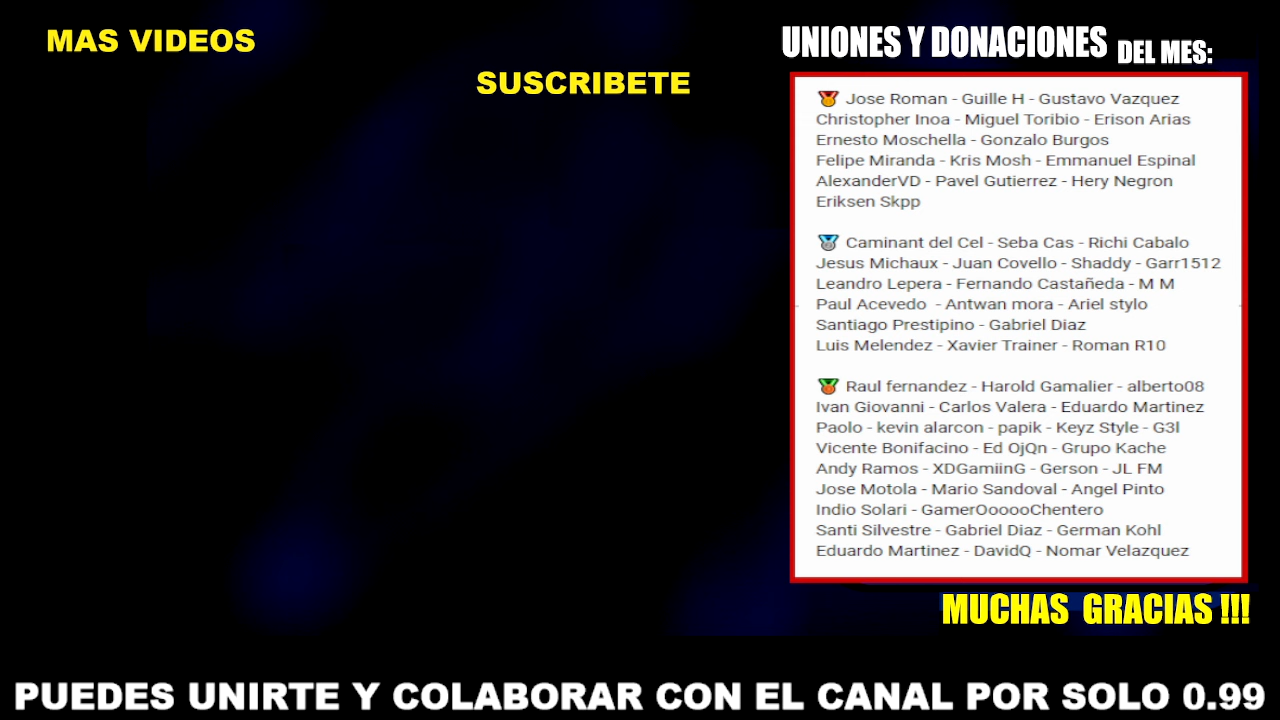 MAS VIDEOS
SUSCRIBETE
UNIONES Y DONACIONES DEL MES:
🏅 Jose Roman - Guille H - Gustavo Vazquez
Christopher Inoa - Miguel Toribio - Erison Arias
Ernesto Moschella - Gonzalo Burgos
Felipe Miranda - Kris Mosh - Emmanuel Espinal
AlexanderVD - Pavel Gutierrez - Hery Negron
Eriksen Skpp
Caminant del Cel - Seba Cas - Richi Cabalo
Jesus Michaux - Juan Covello - Shaddy - Garr1512
Leandro Lepera - Fernando Castañeda - M M
Paul Acevedo - Antwan mora - Ariel stylo
Santiago Prestipino - Gabriel Diaz
Luis Melendez - Xavier Trainer - Roman R10
Raul fernandez - Harold Gamalier - alberto08
Ivan Giovanni - Carlos Valera - Eduardo Martinez
Paolo - kevin alarcon - papik - Keyz Style - G3l
Vicente Bonifacino - Ed OjQn - Grupo Kache
Andy Ramos - XDGamiinG - Gerson - JL FM
Jose Motola - Mario Sandoval - Angel Pinto
Indio Solari - GamerOooooChentero
Santi Silvestre - Gabriel Diaz - German Kohl
Eduardo Martinez - DavidQ - Nomar Velazquez
MUCHAS GRACIAS !!!
PUEDES UNIRTE Y COLABORAR CON EL CANAL POR SOLO 0.99